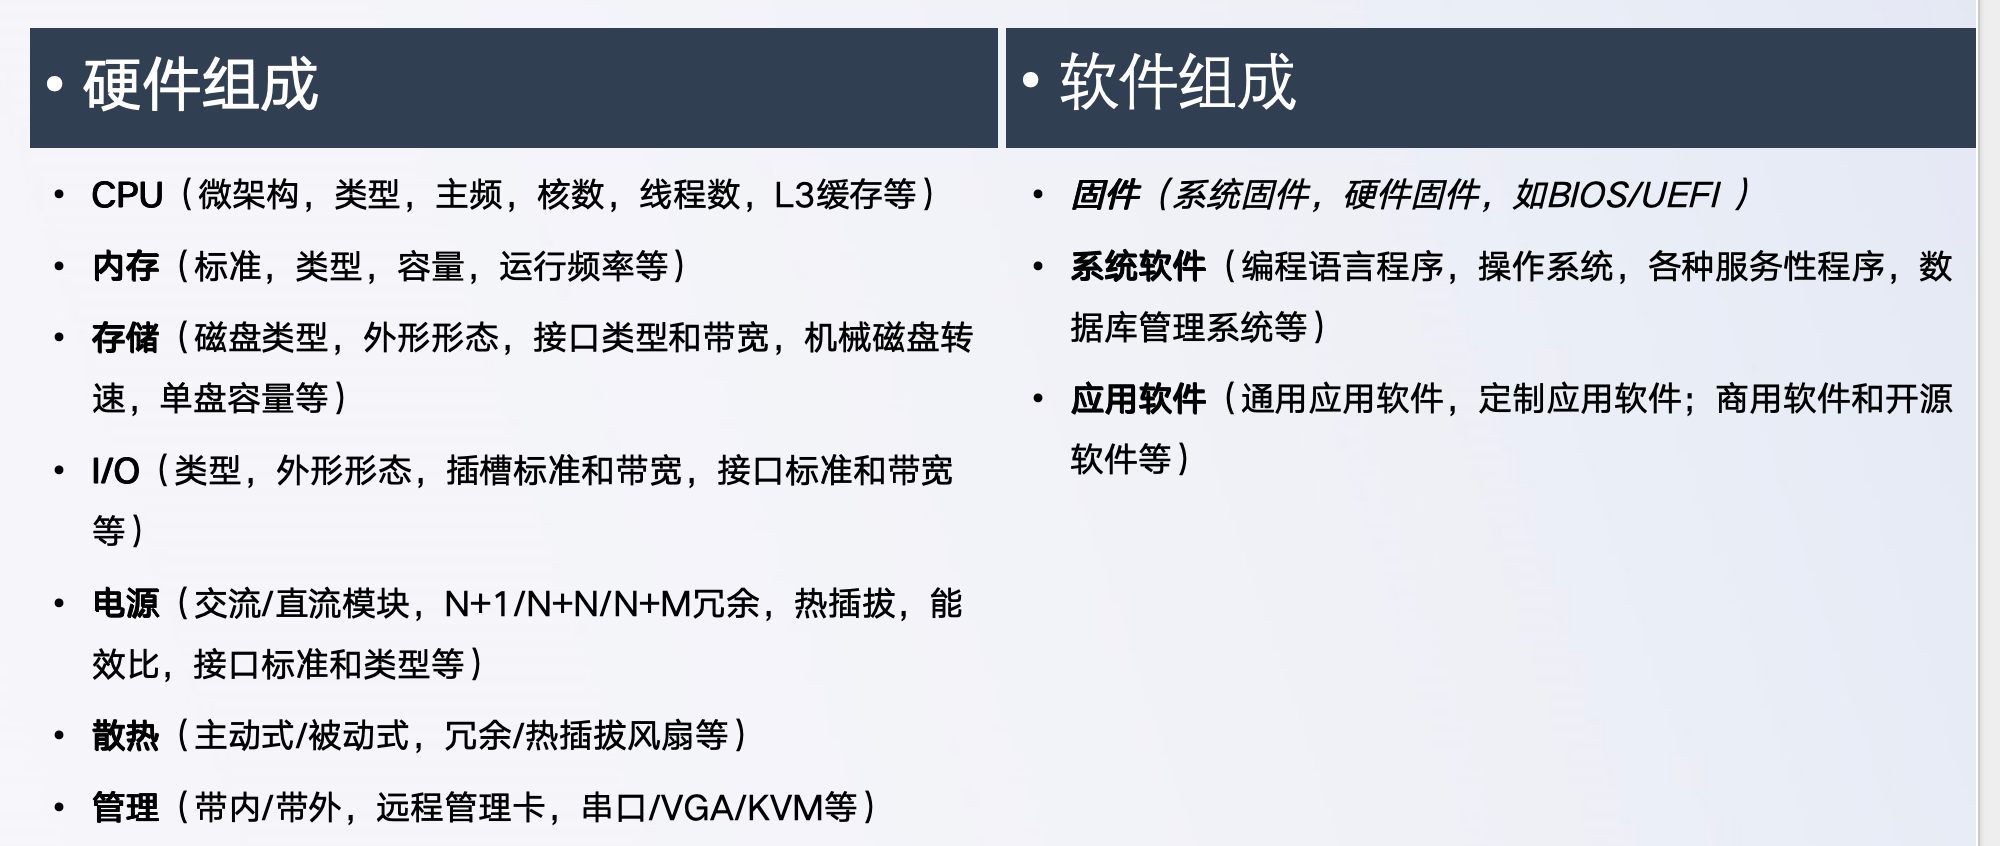 • 硬件组成
• CPU（微架构，类型，主频，核数，线程数，L3缓存等）
• 内存（标准，类型，容量，运行频率等）
• 存储（磁盘类型，外形形态，接口类型和带宽，机械磁盘转
速，单盘容量等）
• I/O（类型，外形形态，插槽标准和带宽，接口标准和带宽
等）
• 电源（交流/直流模块，N+1/N+N/N+M冗余，热插拔，能
效比，接口标准和类型等）
• 散热（主动式/被动式，冗余/热插拔风扇等）
• 管理（带内/带外，远程管理卡，串口/VGA/KVM等）
• 软件组成
• 固件（系统固件，硬件固件，如BIOS/UEFI ）
• 系统软件（编程语言程序，操作系统，各种服务性程序，数
据库管理系统等）
• 应用软件（通用应用软件，定制应用软件；商用软件和开源
软件等）